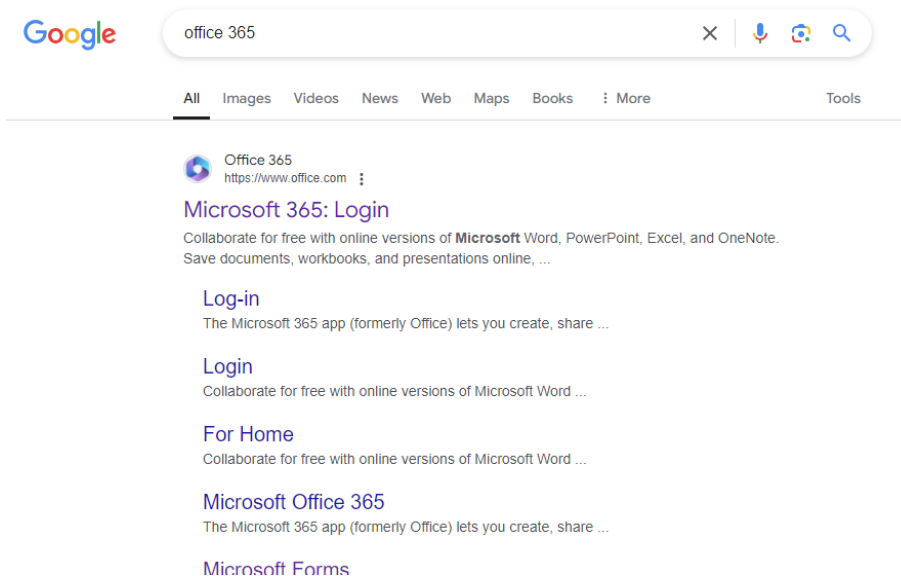 Google
office 365
All Images Videos News Web Maps Books More Tools
Office 365
https://www.office.com
Microsoft 365: Login
Collaborate for free with online versions of Microsoft Word, PowerPoint, Excel, and OneNote.
Save documents, workbooks, and presentations online, ...
Log-in
The Microsoft 365 app (formerly Office) lets you create, share ...
Login
Collaborate for free with online versions of Microsoft Word ...
For Home
Collaborate for free with online versions of Microsoft Word ...
Microsoft Office 365
The Microsoft 365 app (formerly Office) lets you create, share ...
Microsoft Forms